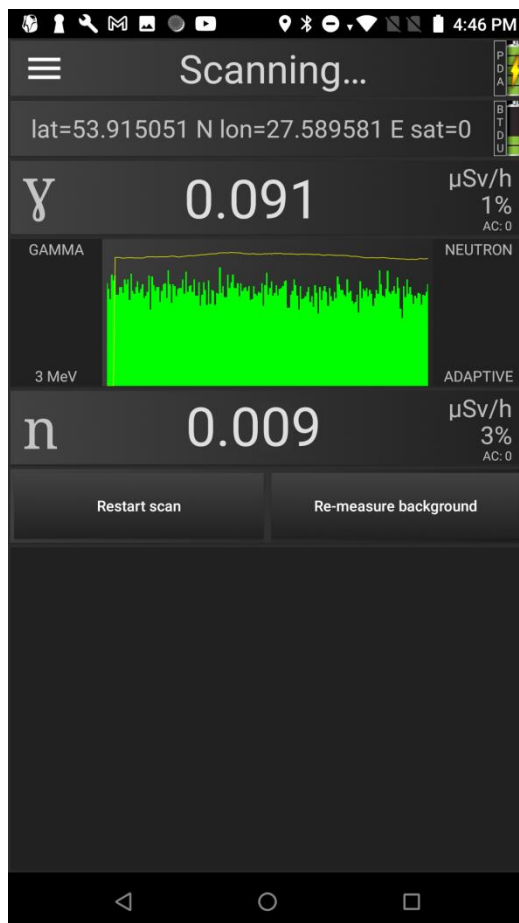 4:46 PM
Scanning...
PDA
lat=53.915051 N lon=27.589581 E sat=0
BTDU
γ 0.091 µSv/h
1%
AC: 0
GAMMA
NEUTRON
3 MeV
ADAPTIVE
n 0.009 µSv/h
3%
AC: 0
Restart scan
Re-measure background